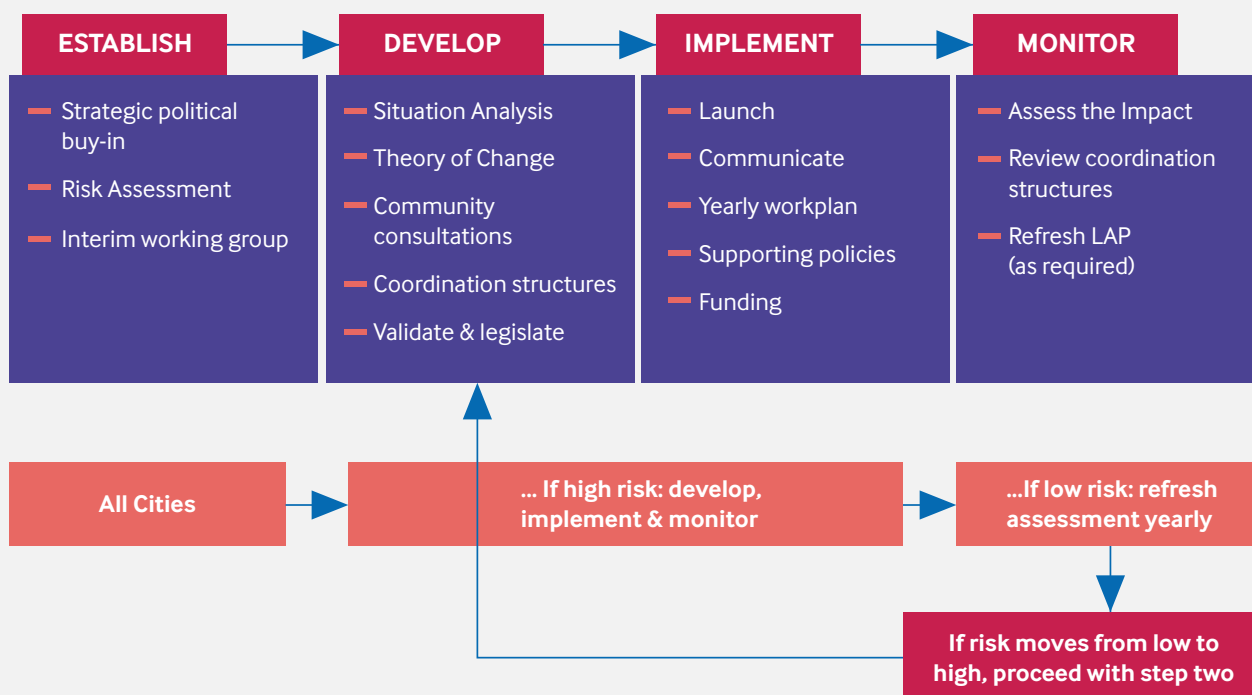 ESTABLISH
Strategic political
buy-in
Risk Assessment
Interim working group
DEVELOP
Situation Analysis
Theory of Change
Community
consultations
Coordination structures
Validate & legislate
IMPLEMENT
Launch
Communicate
Yearly workplan
Supporting policies
Funding
MONITOR
Assess the Impact
Review coordination
structures
Refresh LAP
(as required)
All Cities
... If high risk: develop,
implement & monitor
...If low risk: refresh
assessment yearly
If risk moves from low to
high, proceed with step two